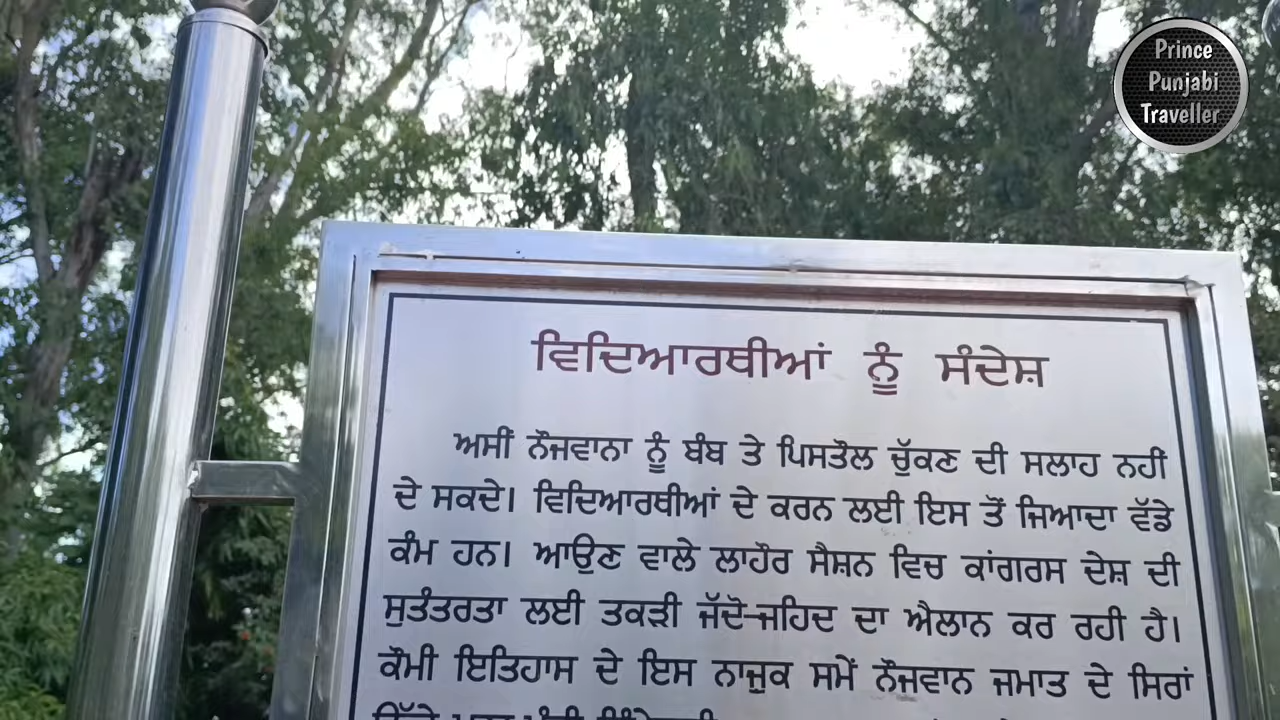 Prince
Punjabi
Traveller
ਵਿਦਿਆਰਥੀਆਂ ਨੂੰ ਸੰਦੇਸ਼
ਅਸੀਂ ਨੌਜਵਾਨਾ ਨੂੰ ਬੰਬ ਤੇ ਪਿਸਤੌਲ ਚੁੱਕਣ ਦੀ ਸਲਾਹ ਨਹੀਂ
ਦੇ ਸਕਦੇ। ਵਿਦਿਆਰਥੀਆਂ ਦੇ ਕਰਨ ਲਈ ਇਸ ਤੋਂ ਜਿਆਦਾ ਵੱਡੇ
ਕੰਮ ਹਨ। ਆਉਣ ਵਾਲੇ ਲਾਹੌਰ ਸੈਸ਼ਨ ਵਿਚ ਕਾਂਗਰਸ ਦੇਸ਼ ਦੀ
ਸੁਤੰਤਰਤਾ ਲਈ ਤਕੜੀ ਜੱਦੋ-ਜਹਿਦ ਦਾ ਐਲਾਨ ਕਰ ਰਹੀ ਹੈ।
ਕੌਮੀ ਇਤਿਹਾਸ ਦੇ ਇਸ ਨਾਜ਼ੁਕ ਸਮੇਂ ਨੌਜਵਾਨ ਜਮਾਤ ਦੇ ਸਿਰਾਂ